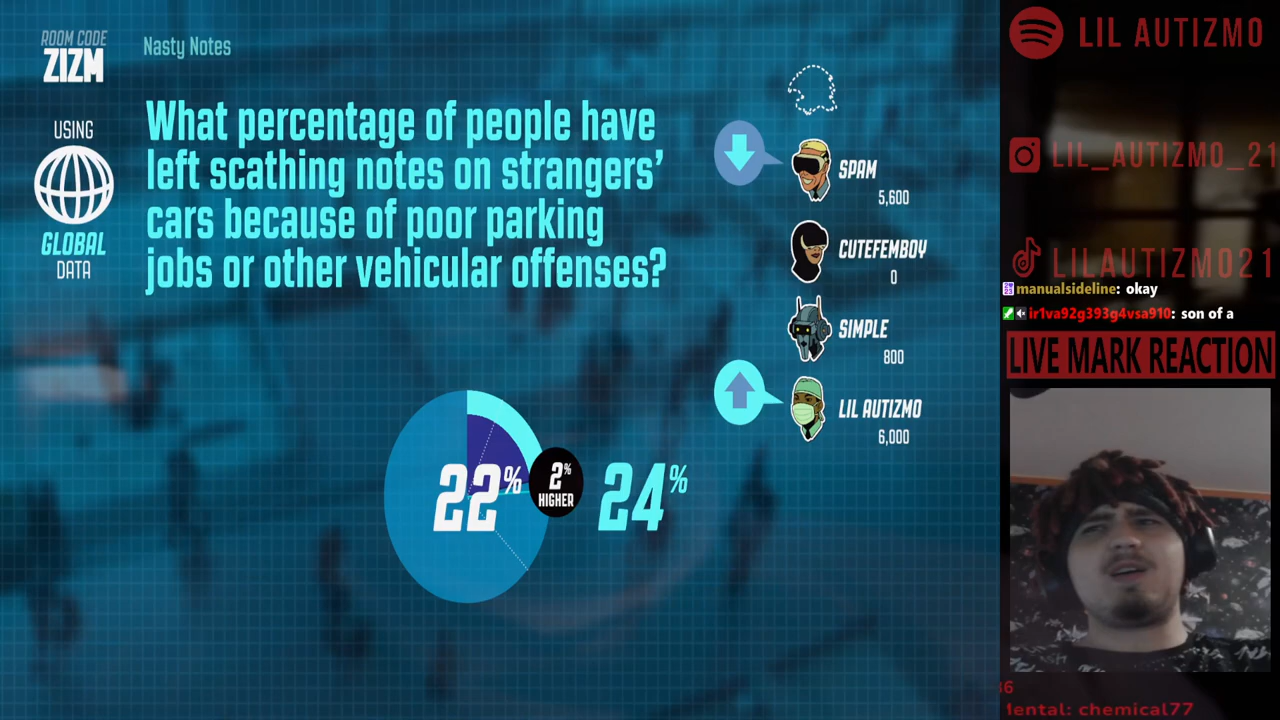 ROOM CODE
ZIZM
Nasty Notes
USING
GLOBAL
DATA
What percentage of people have
left scathing notes on strangers’
cars because of poor parking
jobs or other vehicular offenses?
SPAM
5,600
CUTEFEMBOY
0
SIMPLE
800
LIL AUTIZMO
6,000
22%
2%
HIGHER
24%
LIL AUTIZMO
LIL_AUTIZMO_21
LILAUTIZMO21
manualsideline: okay
ir1va92g393g4vsa910: son of a
LIVE MARK REACTION
chemical77